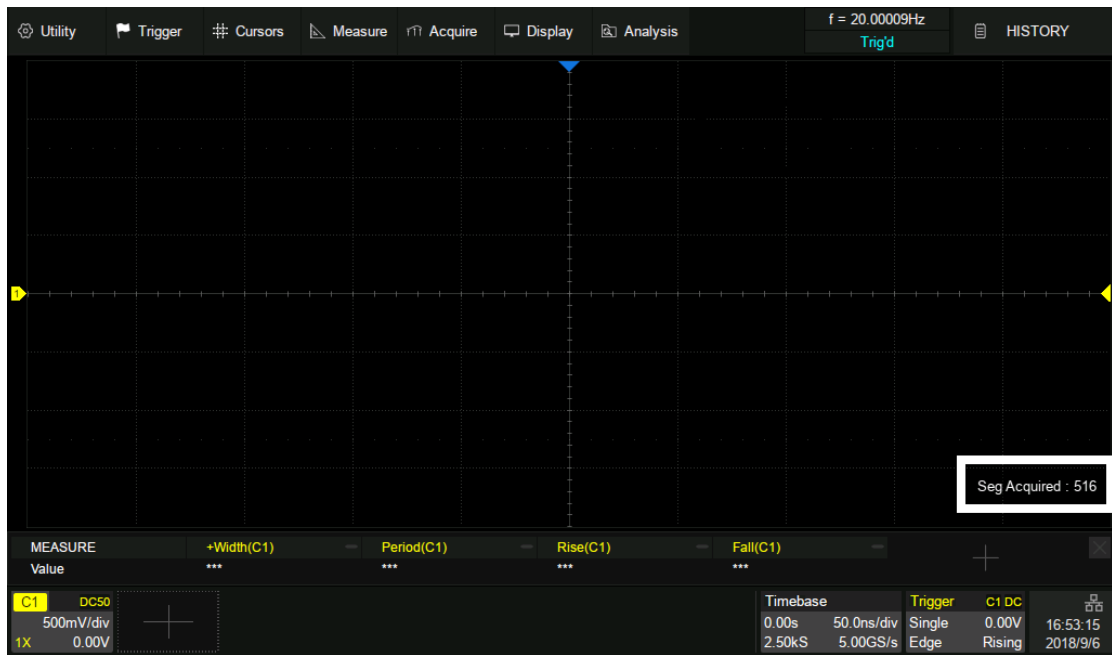 Utility Trigger Cursors Measure Acquire Display Analysis f = 20.00009Hz HISTORY
Trig'd
1
Seg Acquired : 516
MEASURE +Width(C1) Period(C1) Rise(C1) Fall(C1)
Value *** *** *** ***
C1 DC50 Timebase Trigger C1 DC
500mV/div 0.00s 50.0ns/div Single 0.00V 16:53:15
1X 0.00V 2.50kS 5.00GS/s Edge Rising 2018/9/6